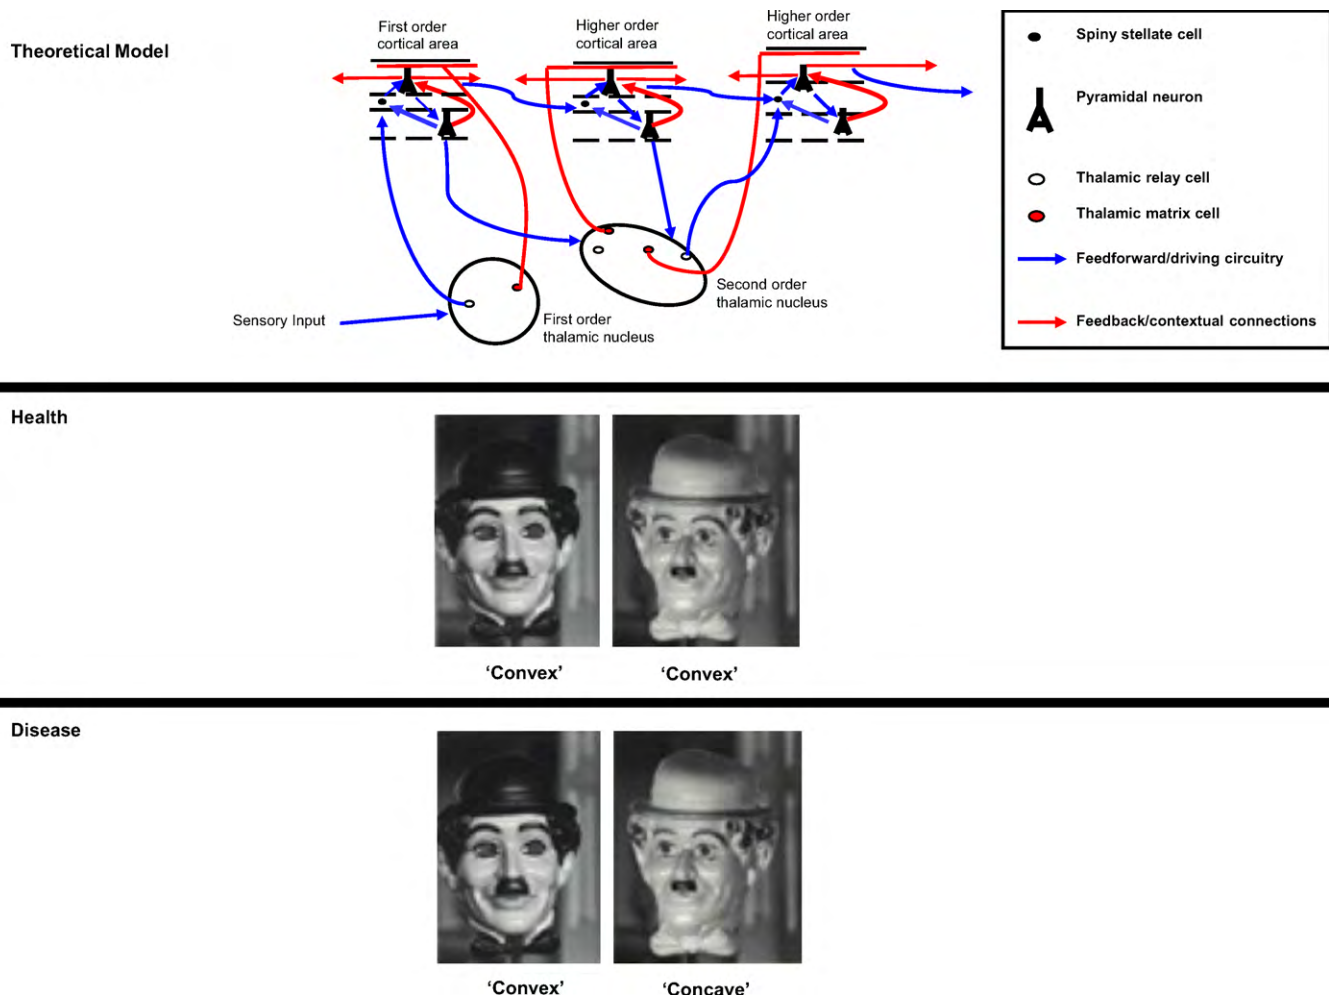 Theoretical Model
First order
cortical area
Higher order
cortical area
Higher order
cortical area
Sensory Input
First order
thalamic nucleus
Second order
thalamic nucleus
Spiny stellate cell
Pyramidal neuron
Thalamic relay cell
Thalamic matrix cell
Feedforward/driving circuitry
Feedback/contextual connections
Health
‘Convex’ ‘Convex’
Disease
‘Convex’ ‘Concave’